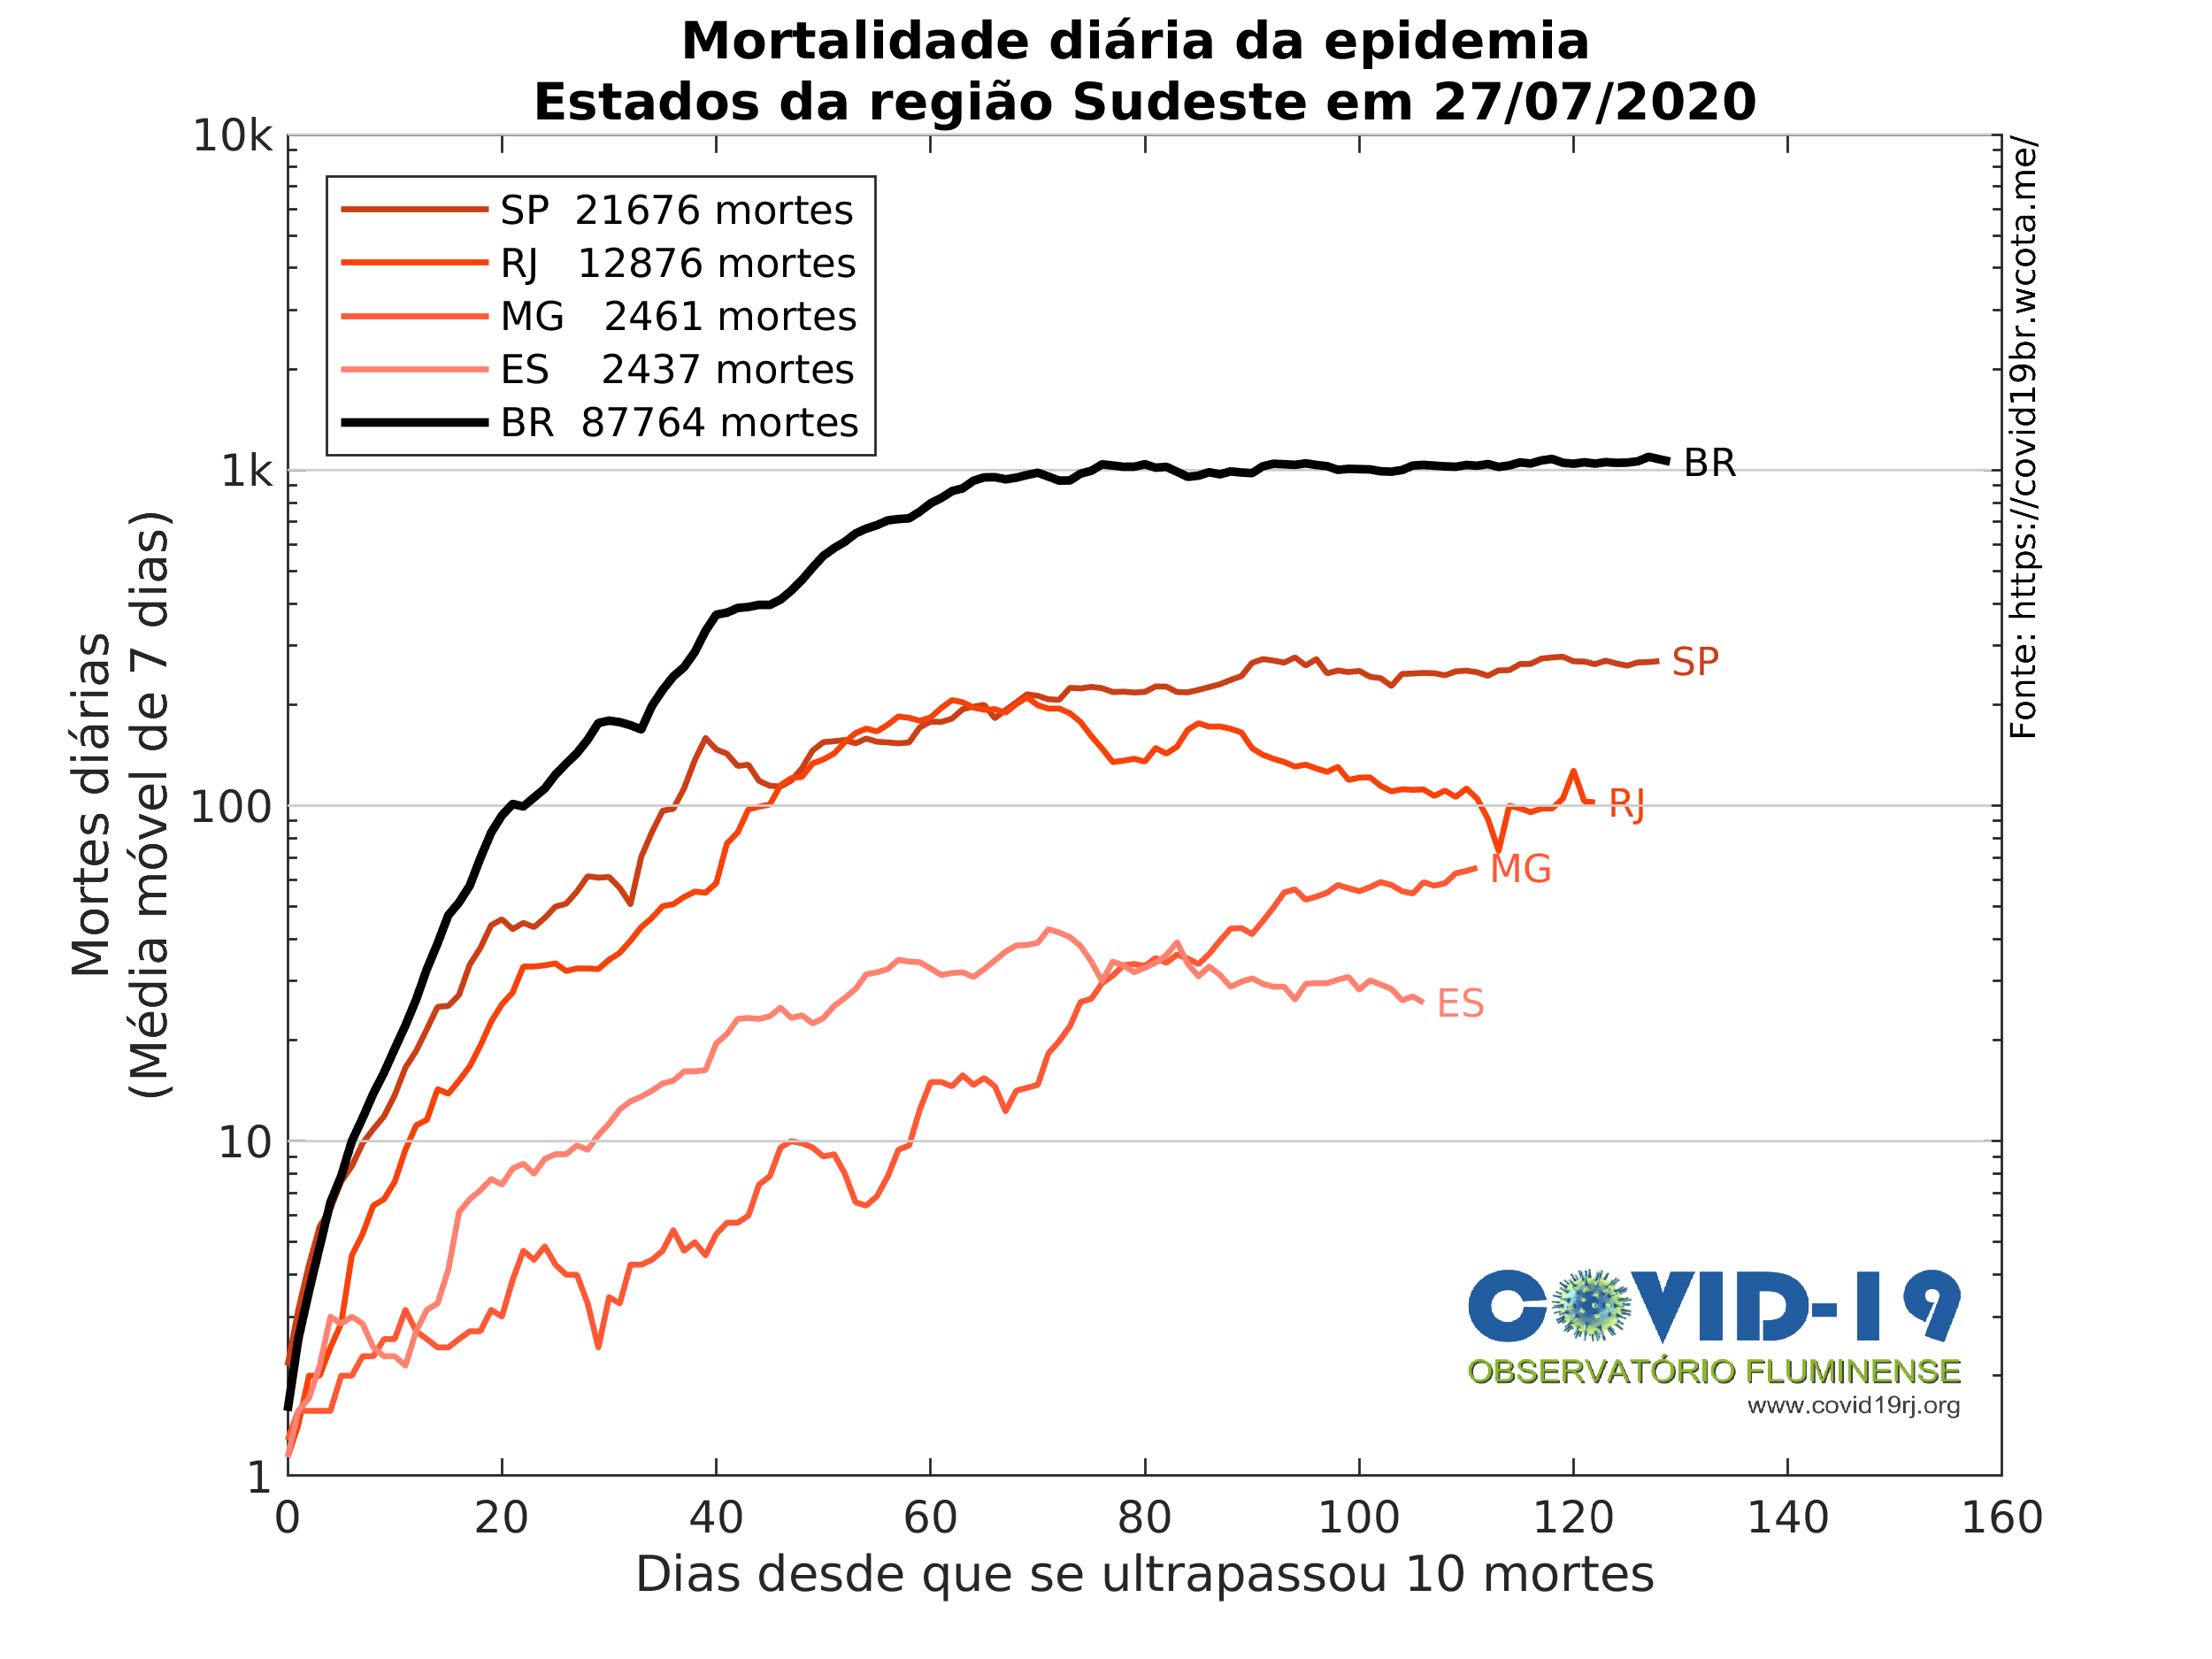 Mortalidade diária da epidemia
Estados da região Sudeste em 27/07/2020
10k
1k
100
10
1
SP 21676 mortes
RJ 12876 mortes
MG 2461 mortes
ES 2437 mortes
BR 87764 mortes
Mortes diárias
(Média móvel de 7 dias)
BR
SP
RJ
MG
ES
Fonte: https://covid19br.wcota.me/
COVID-19
OBSERVATÓRIO FLUMINENSE
www.covid19rj.org
0 20 40 60 80 100 120 140 160
Dias desde que se ultrapassou 10 mortes